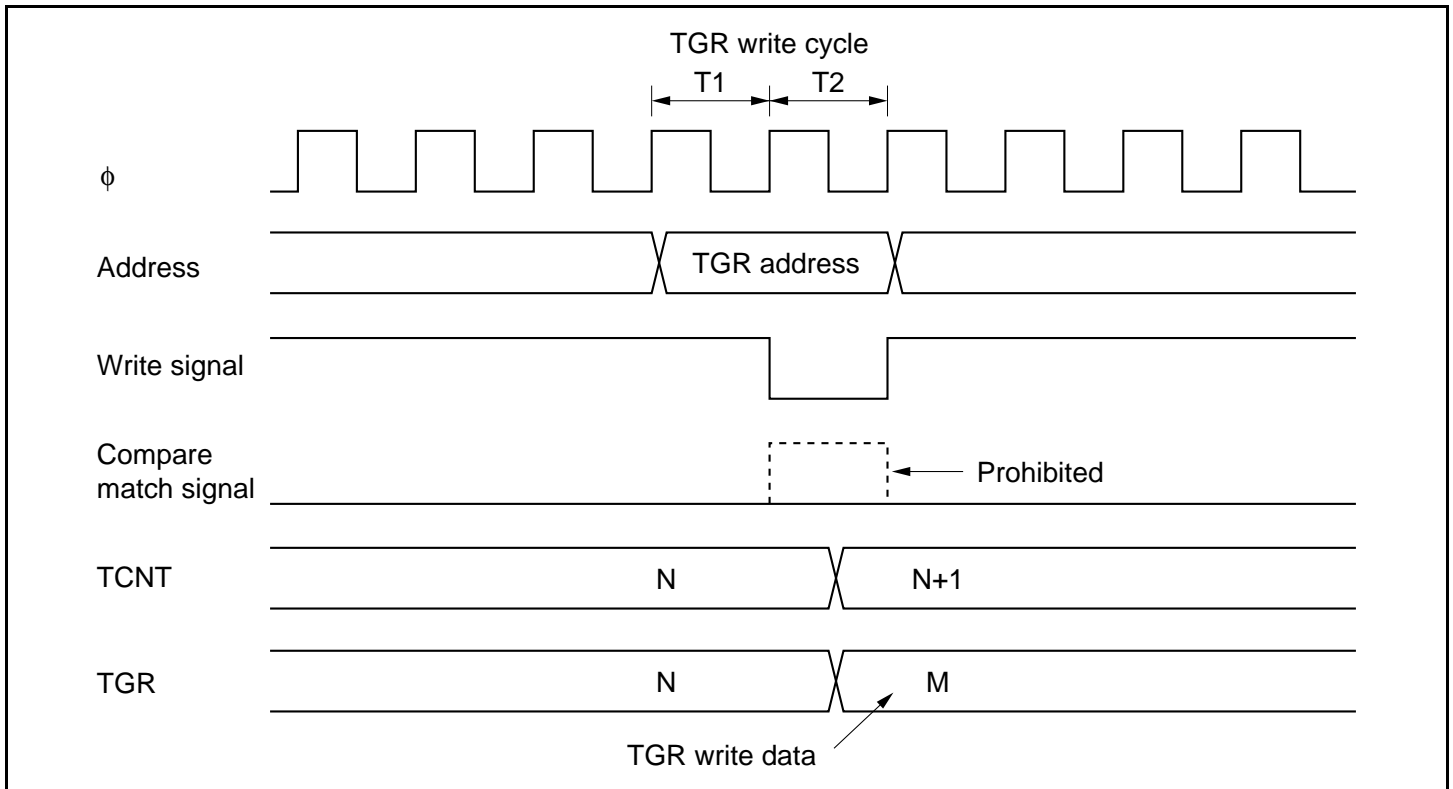 TGR write cycle
T1 T2
ϕ
Address TGR address
Write signal
Compare
match signal
Prohibited
TCNT N N+1
TGR N M
TGR write data